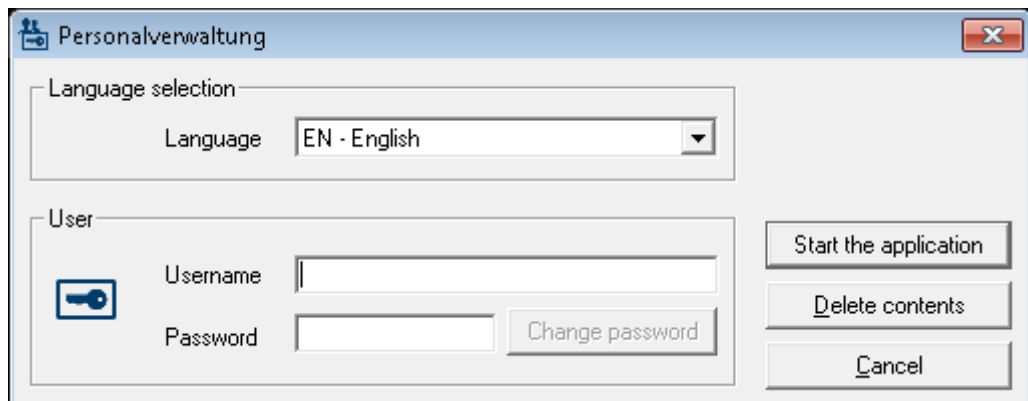 Personalverwaltung
Language selection
Language EN - English
User
Username
Password Change password
Start the application
Delete contents
Cancel